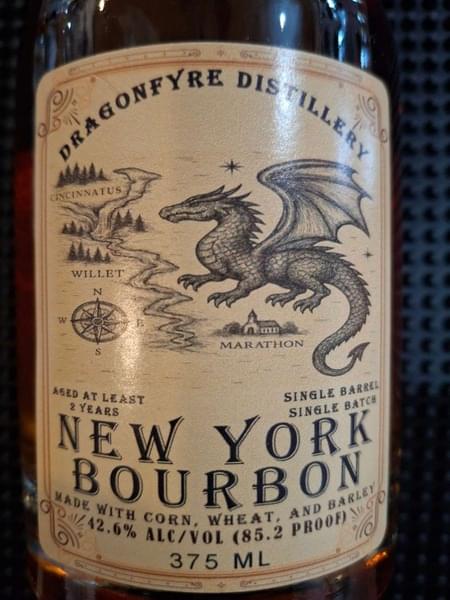 DRAGONFYRE DISTILLERY
CINCINNATUS
WILLET
N
W E
S
MARATHON
AGED AT LEAST
2 YEARS
SINGLE BARREL
SINGLE BATCH
NEW YORK
BOURBON
MADE WITH CORN, WHEAT, AND BARLEY
42.6% ALC/VOL (85.2 PROOF)
375 ML